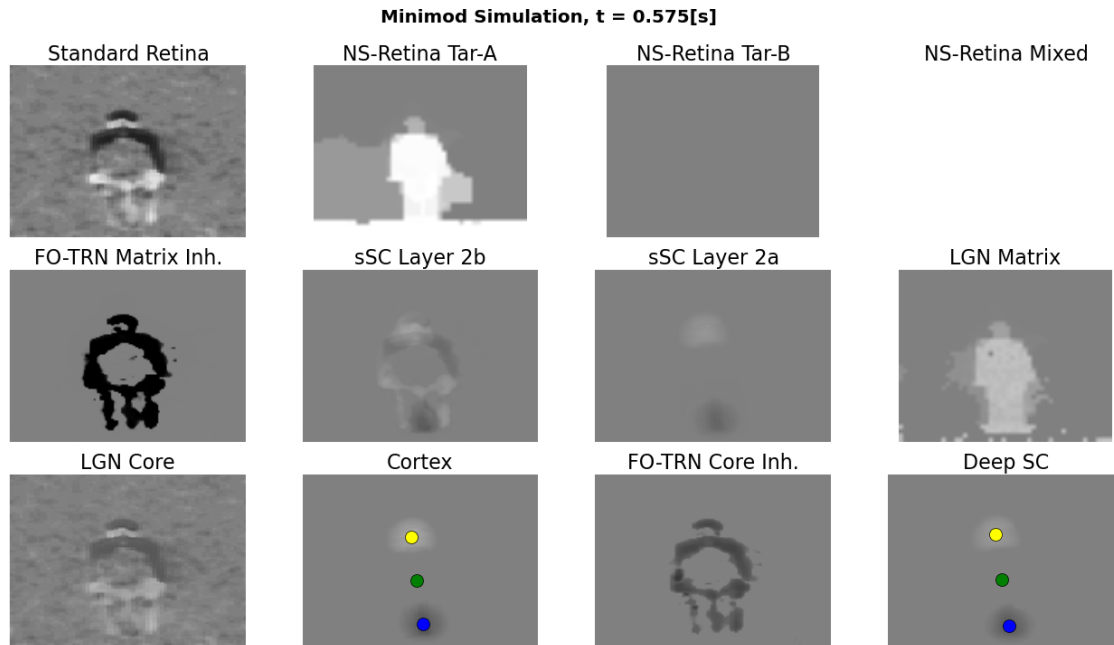 Minimod Simulation, t = 0.575[s]
Standard Retina
NS-Retina Tar-A
NS-Retina Tar-B
NS-Retina Mixed
FO-TRN Matrix Inh.
sSC Layer 2b
sSC Layer 2a
LGN Matrix
LGN Core
Cortex
FO-TRN Core Inh.
Deep SC